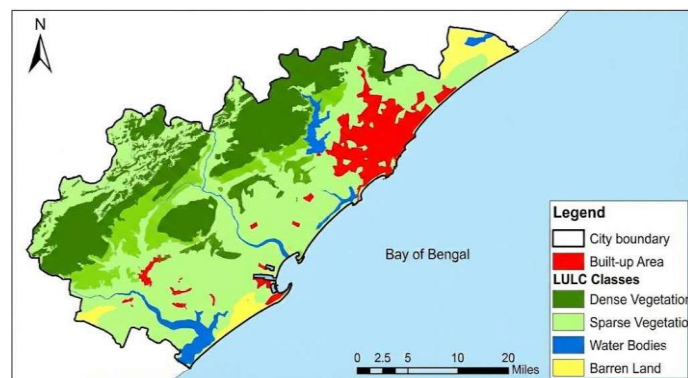 N
Bay of Bengal
Legend
City boundary
Built-up Area
LULC Classes
Dense Vegetation
Sparse Vegetatio
Water Bodies
Barren Land
0 2.5 5 10 20
Miles